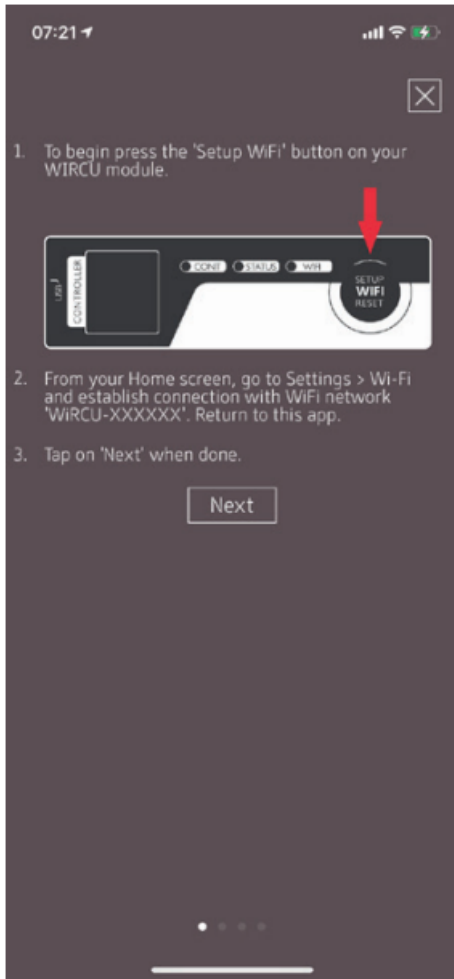 07:21
1. To begin press the 'Setup WiFi' button on your
WIRCU module.
USB
CONTROLLER
CONT
STATUS
WIFI
SETUP
WIFI
RESET
2. From your Home screen, go to Settings > Wi-Fi
and establish connection with WiFi network
'WiRCU-XXXXXX'. Return to this app.
3. Tap on 'Next' when done.
Next